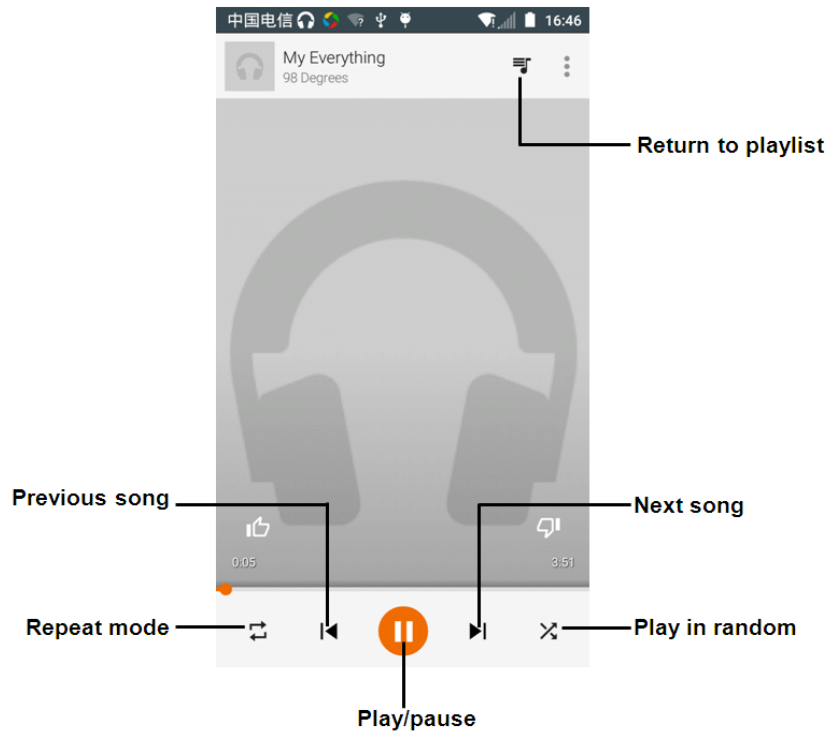 中国电信 16:46
My Everything
98 Degrees
Return to playlist
Previous song
Next song
0:05 3:51
Repeat mode
Play in random
Play/pause